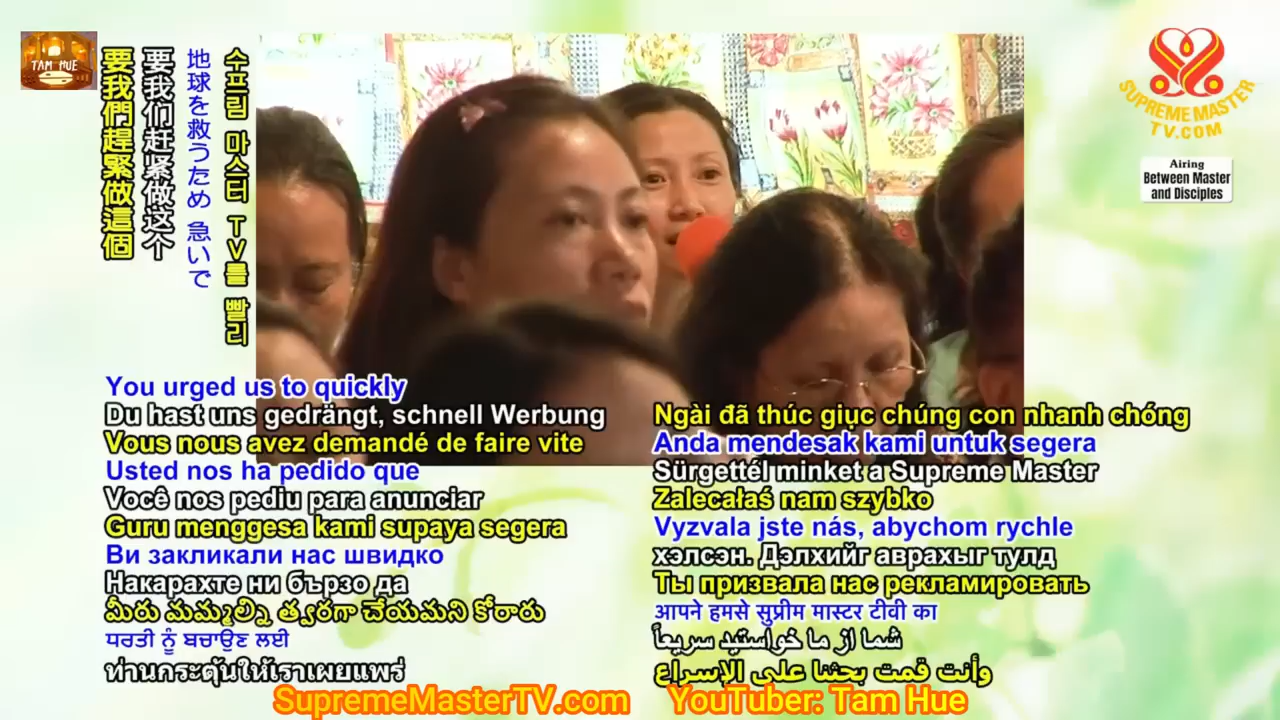 TAM HUE
要我們趕緊做這個
要我们赶紧做这个
地球を救うため 急いで
수프림 마스터 TV를 빨리
SUPREME MASTER
TV.COM
Airing
Between Master
and Disciples
You urged us to quickly
Du hast uns gedrängt, schnell Werbung
Vous nous avez demandé de faire vite
Usted nos ha pedido que
Você nos pediu para anunciar
Guru menggesa kami supaya segera
Ви закликали нас швидко
Накарахте ни бързо да
మీరు మమ్మల్ని త్వరగా చేయమని కోరారు
ਧਰਤੀ ਨੂੰ ਬਚਾਉਣ ਲਈ
ท่านกระตุ้นให้เราเผยแพร่
Ngài đã thúc giục chúng con nhanh chóng
Anda mendesak kami untuk segera
Sürgettél minket a Supreme Master
Zalecałaś nam szybko
Vyzvala jste nás, abychom rychle
хэлсэн. Дэлхийг аврахыг тулд
Ты призвала нас рекламировать
आपने हमसे सुप्रीम मास्टर टीवी का
شما از ما خواستید سریعاً
وأنت قمت بحثنا على الإسراع
SupremeMasterTV.com
YouTuber: Tam Hue